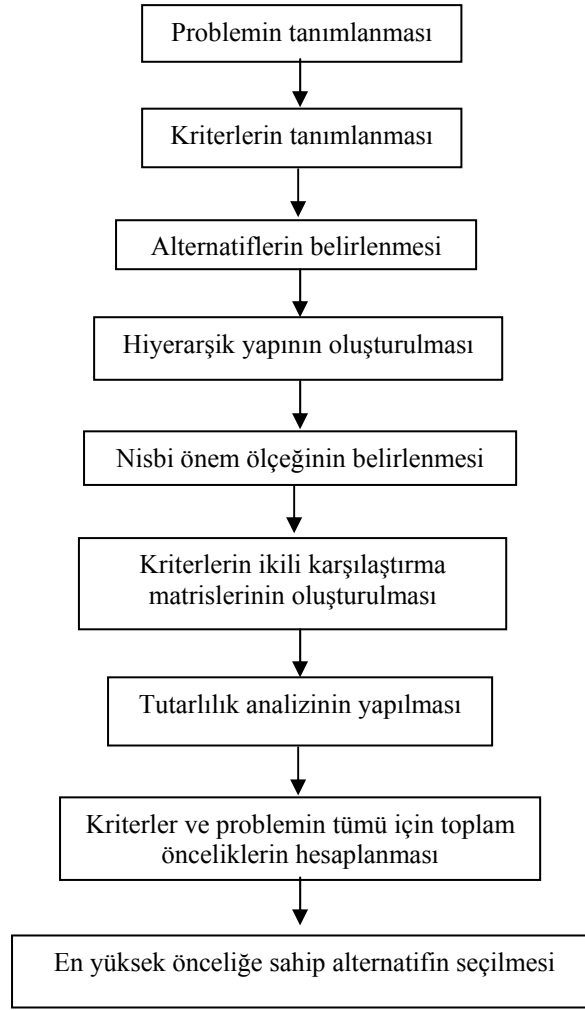 Problemin tanımlanması
Kriterlerin tanımlanması
Alternatiflerin belirlenmesi
Hiyerarşik yapının oluşturulması
Nisbi önem ölçeğinin belirlenmesi
Kriterlerin ikili karşılaştırma
matrislerinin oluşturulması
Tutarlılık analizinin yapılması
Kriterler ve problemin tümü için toplam
önceliklerin hesaplanması
En yüksek önceliğe sahip alternatifin seçilmesi